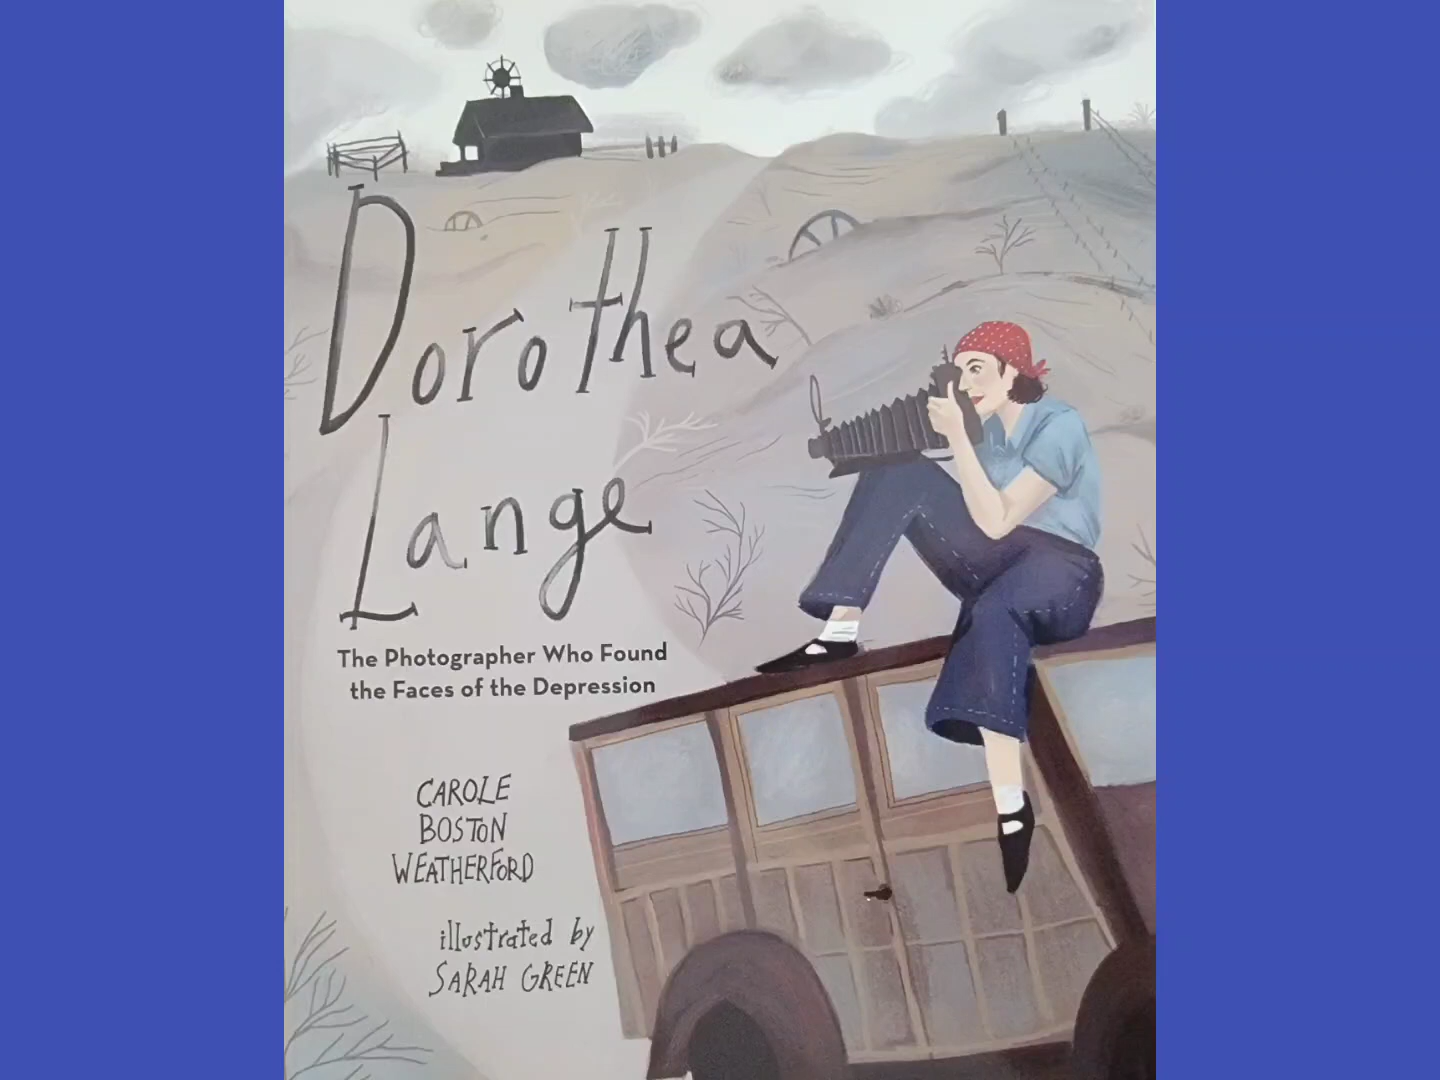 Dorothea
Lange
The Photographer Who Found
the Faces of the Depression
CAROLE
BOSTON
WEATHERFORD
illustrated by
SARAH GREEN